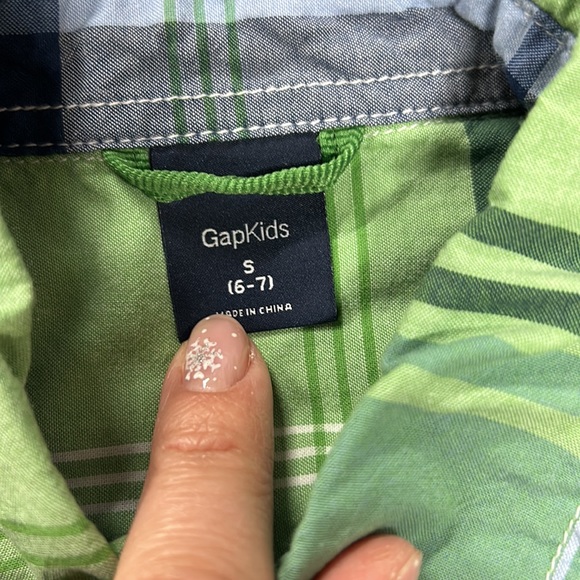 GapKids
S
(6-7)
MADE IN CHINA